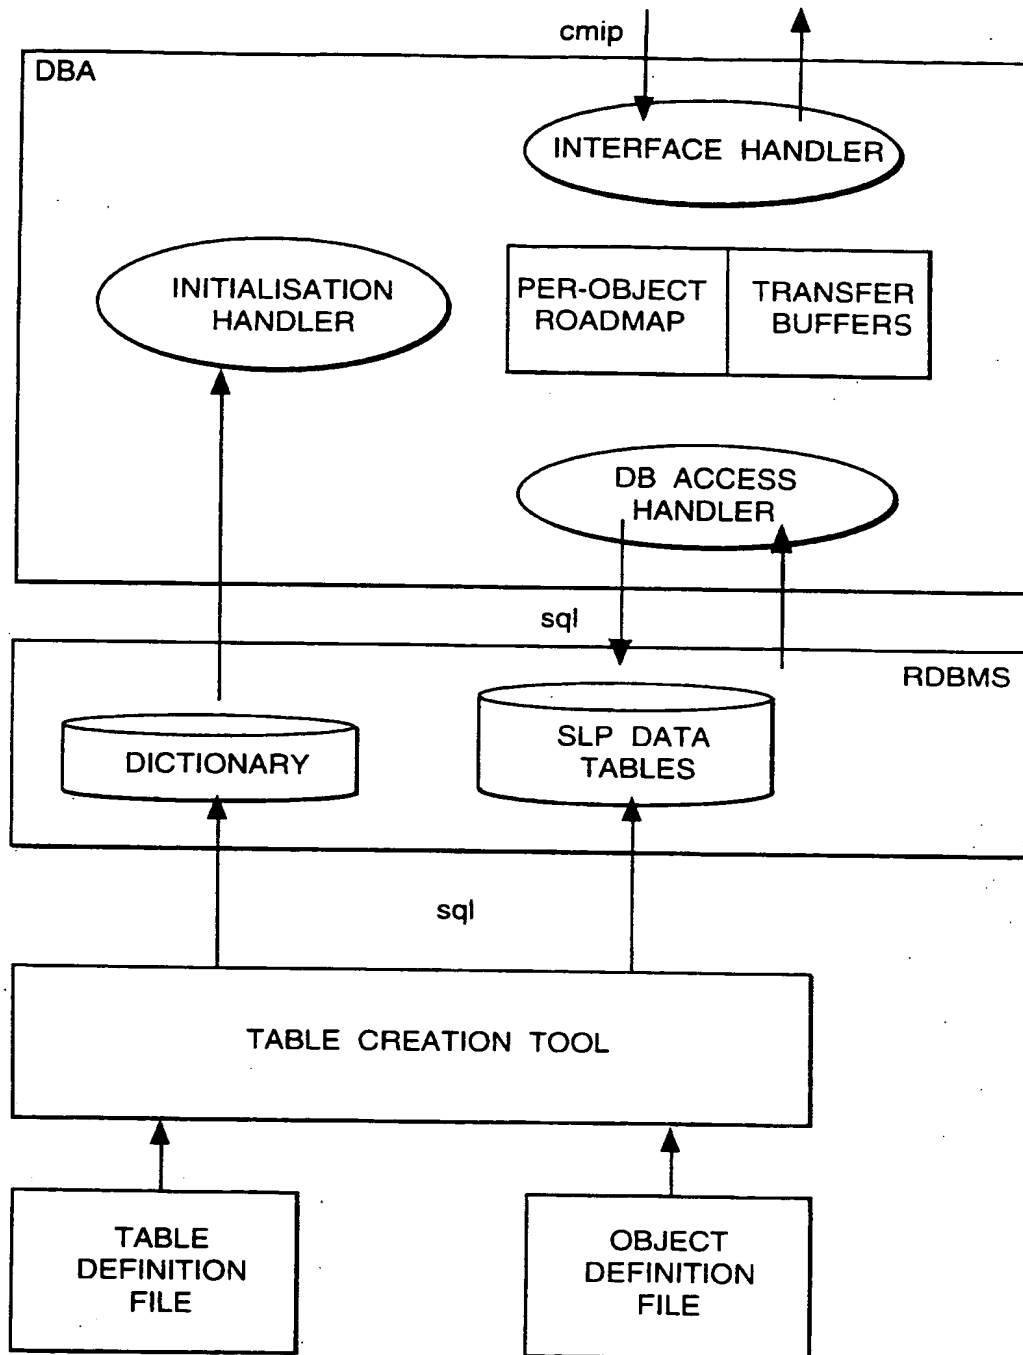 cmip
DBA
INTERFACE HANDLER
INITIALISATION
HANDLER
PER-OBJECT
ROADMAP
TRANSFER
BUFFERS
DB ACCESS
HANDLER
sql
RDBMS
DICTIONARY
SLP DATA
TABLES
sql
TABLE CREATION TOOL
TABLE
DEFINITION
FILE
OBJECT
DEFINITION
FILE